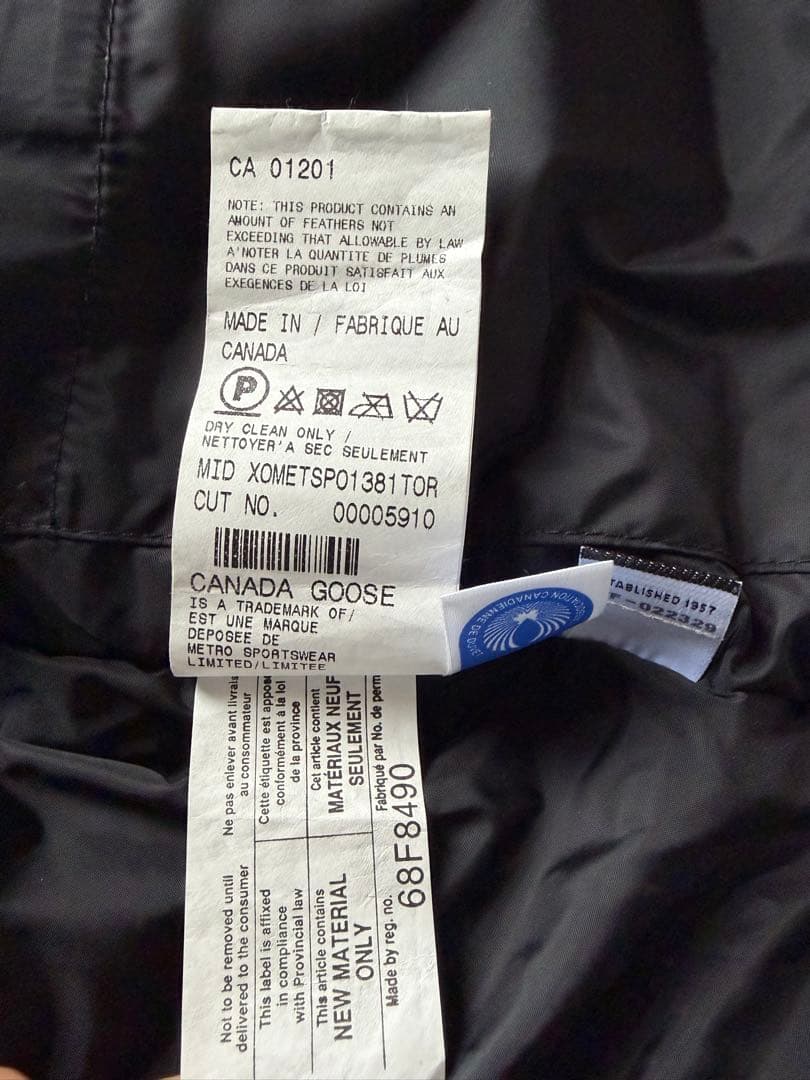 CA 01201
NOTE: THIS PRODUCT CONTAINS AN
AMOUNT OF FEATHERS NOT
EXCEEDING THAT ALLOWABLE BY LAW
A'NOTER LA QUANTITE DE PLUMES
DANS CE PRODUIT SATISFAIT AUX
EXEGENCES DE LA LOI
MADE IN / FABRIQUE AU
CANADA
P
DRY CLEAN ONLY /
NETTOYER'A SEC SEULEMENT
MID XOMETSPO1381TOR
CUT NO. 00005910
CANADA GOOSE
IS A TRADEMARK OF/
EST UNE MARQUE
DEPOSEE DE
METRO SPORTSWEAR
LIMITED/LIMITEE
CANADIENNE DE
TABLISHED 1957
-022329
Ne pas enlever avant livrais
au consommateur
Cette étiquette est appos
conformément à la loi
de la province
Cet article contient
MATÉRIAUX NEUF
SEULEMENT
Fabriqué par No. de perm
Not to be removed until
delivered to the consumer
This label is affixed
in compliance
with Provincial law
This article contains
NEW MATERIAL
ONLY
Made by reg. no.
68F8490